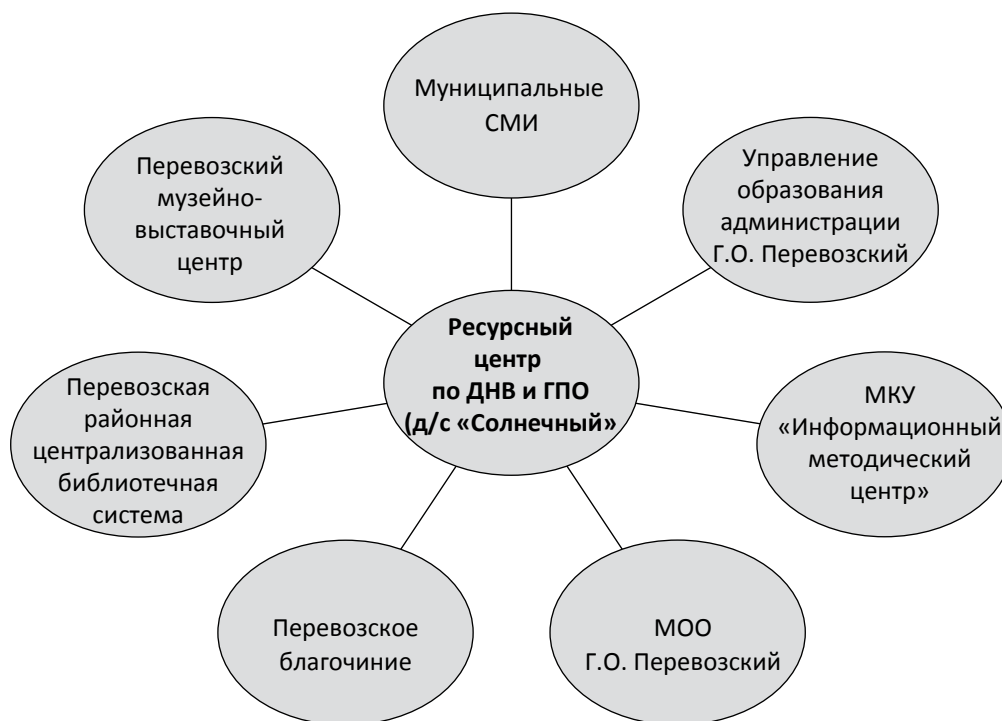 Муниципальные
СМИ
Перевозский
музейно-
выставочный
центр
Управление
образования
администрации
Г.О. Перевозский
Ресурсный
центр
по ДНВ и ГПО
(д/с «Солнечный»
Перевозская
районная
централизованная
библиотечная
система
МКУ
«Информационный
методический
центр»
Перевозское
благочиние
МОО
Г.О. Перевозский